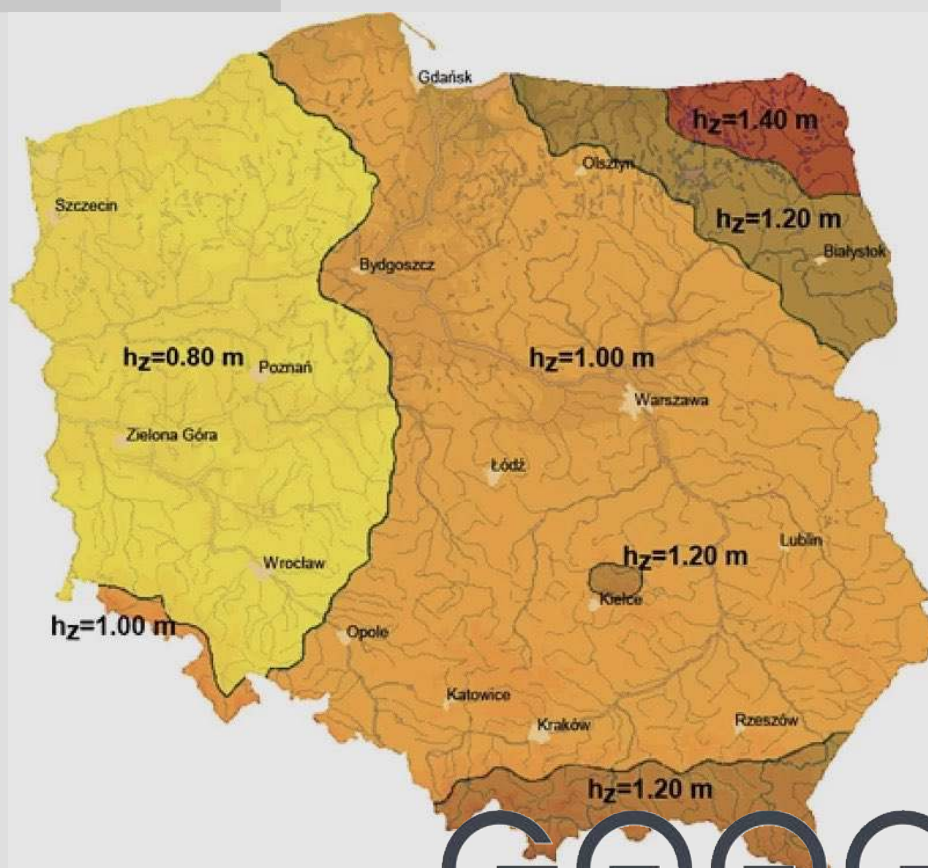 Gdańsk
hz=1.40 m
Olsztyn
Szczecin
hz=1.20 m
Białystok
Bydgoszcz
hz=0.80 m
Poznań
hz=1.00 m
Warszawa
Zielona Góra
Łódź
Lublin
Wrocław
hz=1.20 m
Kielce
hz=1.00 m
Opole
Katowice
Kraków
Rzeszów
hz=1.20 m